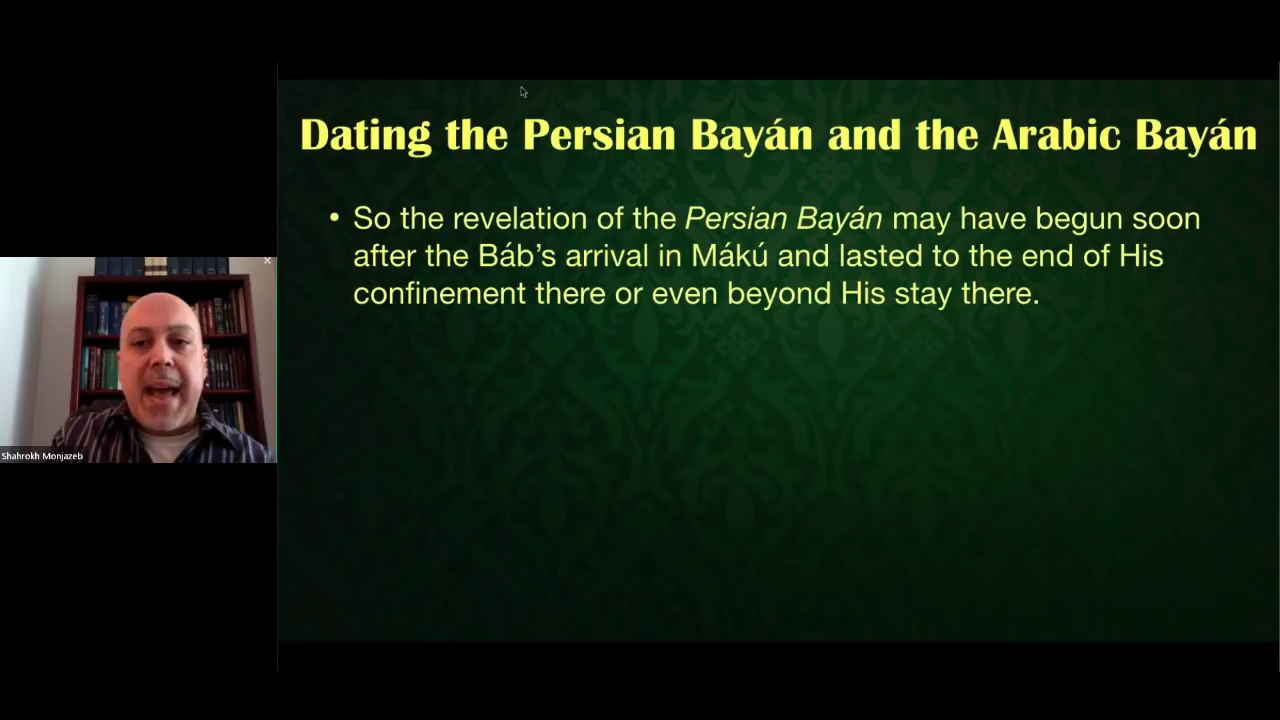 Dating the Persian Bayán and the Arabic Bayán
• So the revelation of the Persian Bayán may have begun soon
after the Báb’s arrival in Mákú and lasted to the end of His
confinement there or even beyond His stay there.
Shahrokh Monjazeb